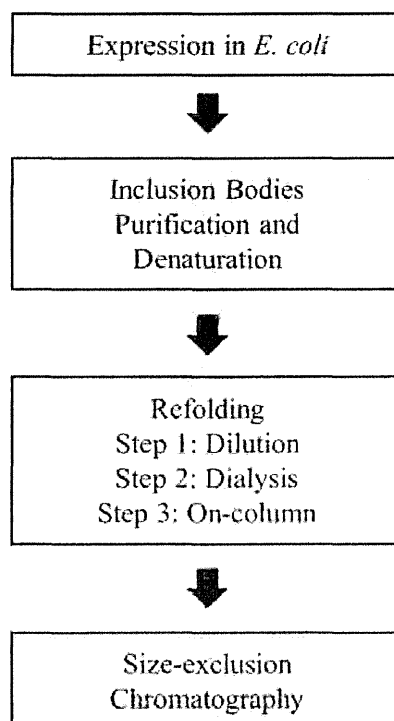 Expression in E. coli
Inclusion Bodies
Purification and
Denaturation
Refolding
Step 1: Dilution
Step 2: Dialysis
Step 3: On-column
Size-exclusion
Chromatography